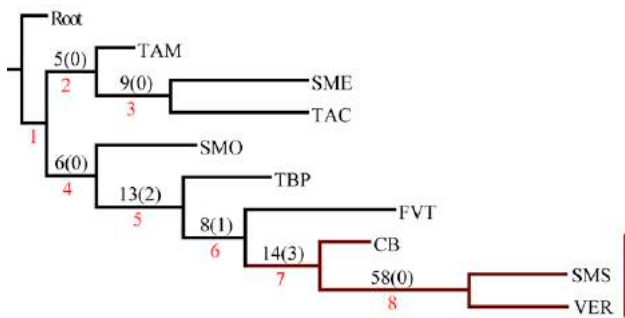 Root
5(0)
TAM
2
9(0)
SME
3
TAC
1
6(0)
SMO
4
13(2)
TBP
5
8(1)
FVT
6
14(3)
CB
7
58(0)
SMS
8
VER